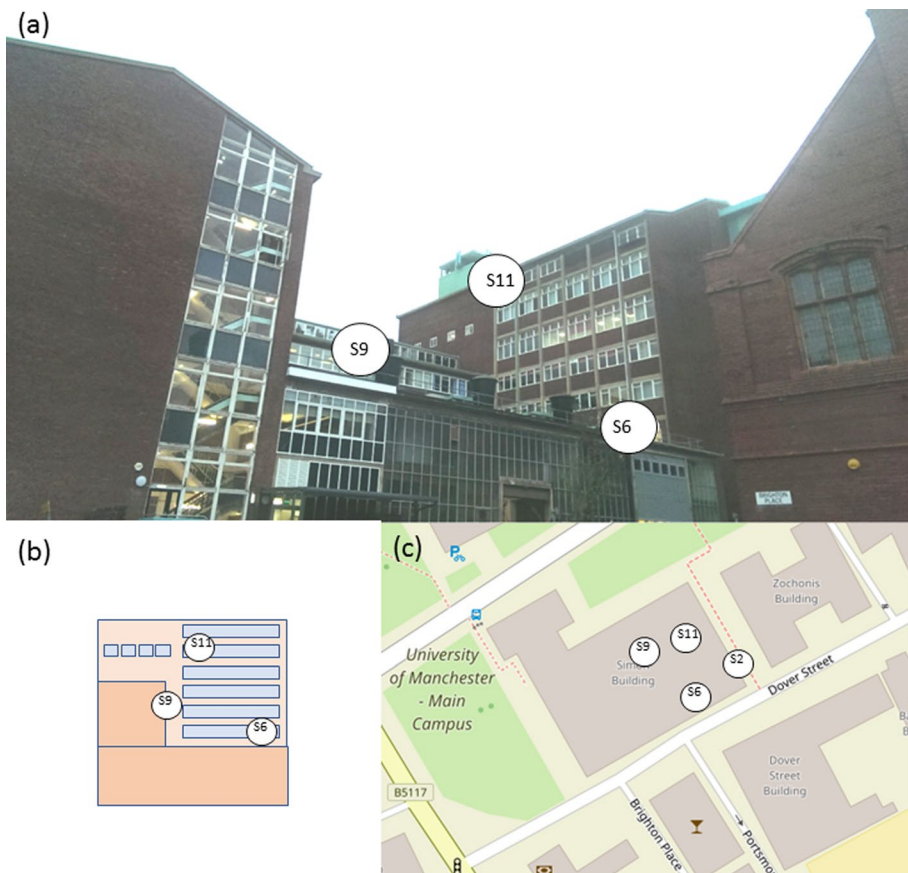 (a)
S11
S9
S6
BRIGHTON
PLACE
(b)
S11
S9
S6
(c)
P
Zochonis
Building
S11
S9
S2
University
of Manchester
- Main
Campus
Building
S6
Dover Street
Dover
Street
Building
B5117
Brighton Place
Portsmo